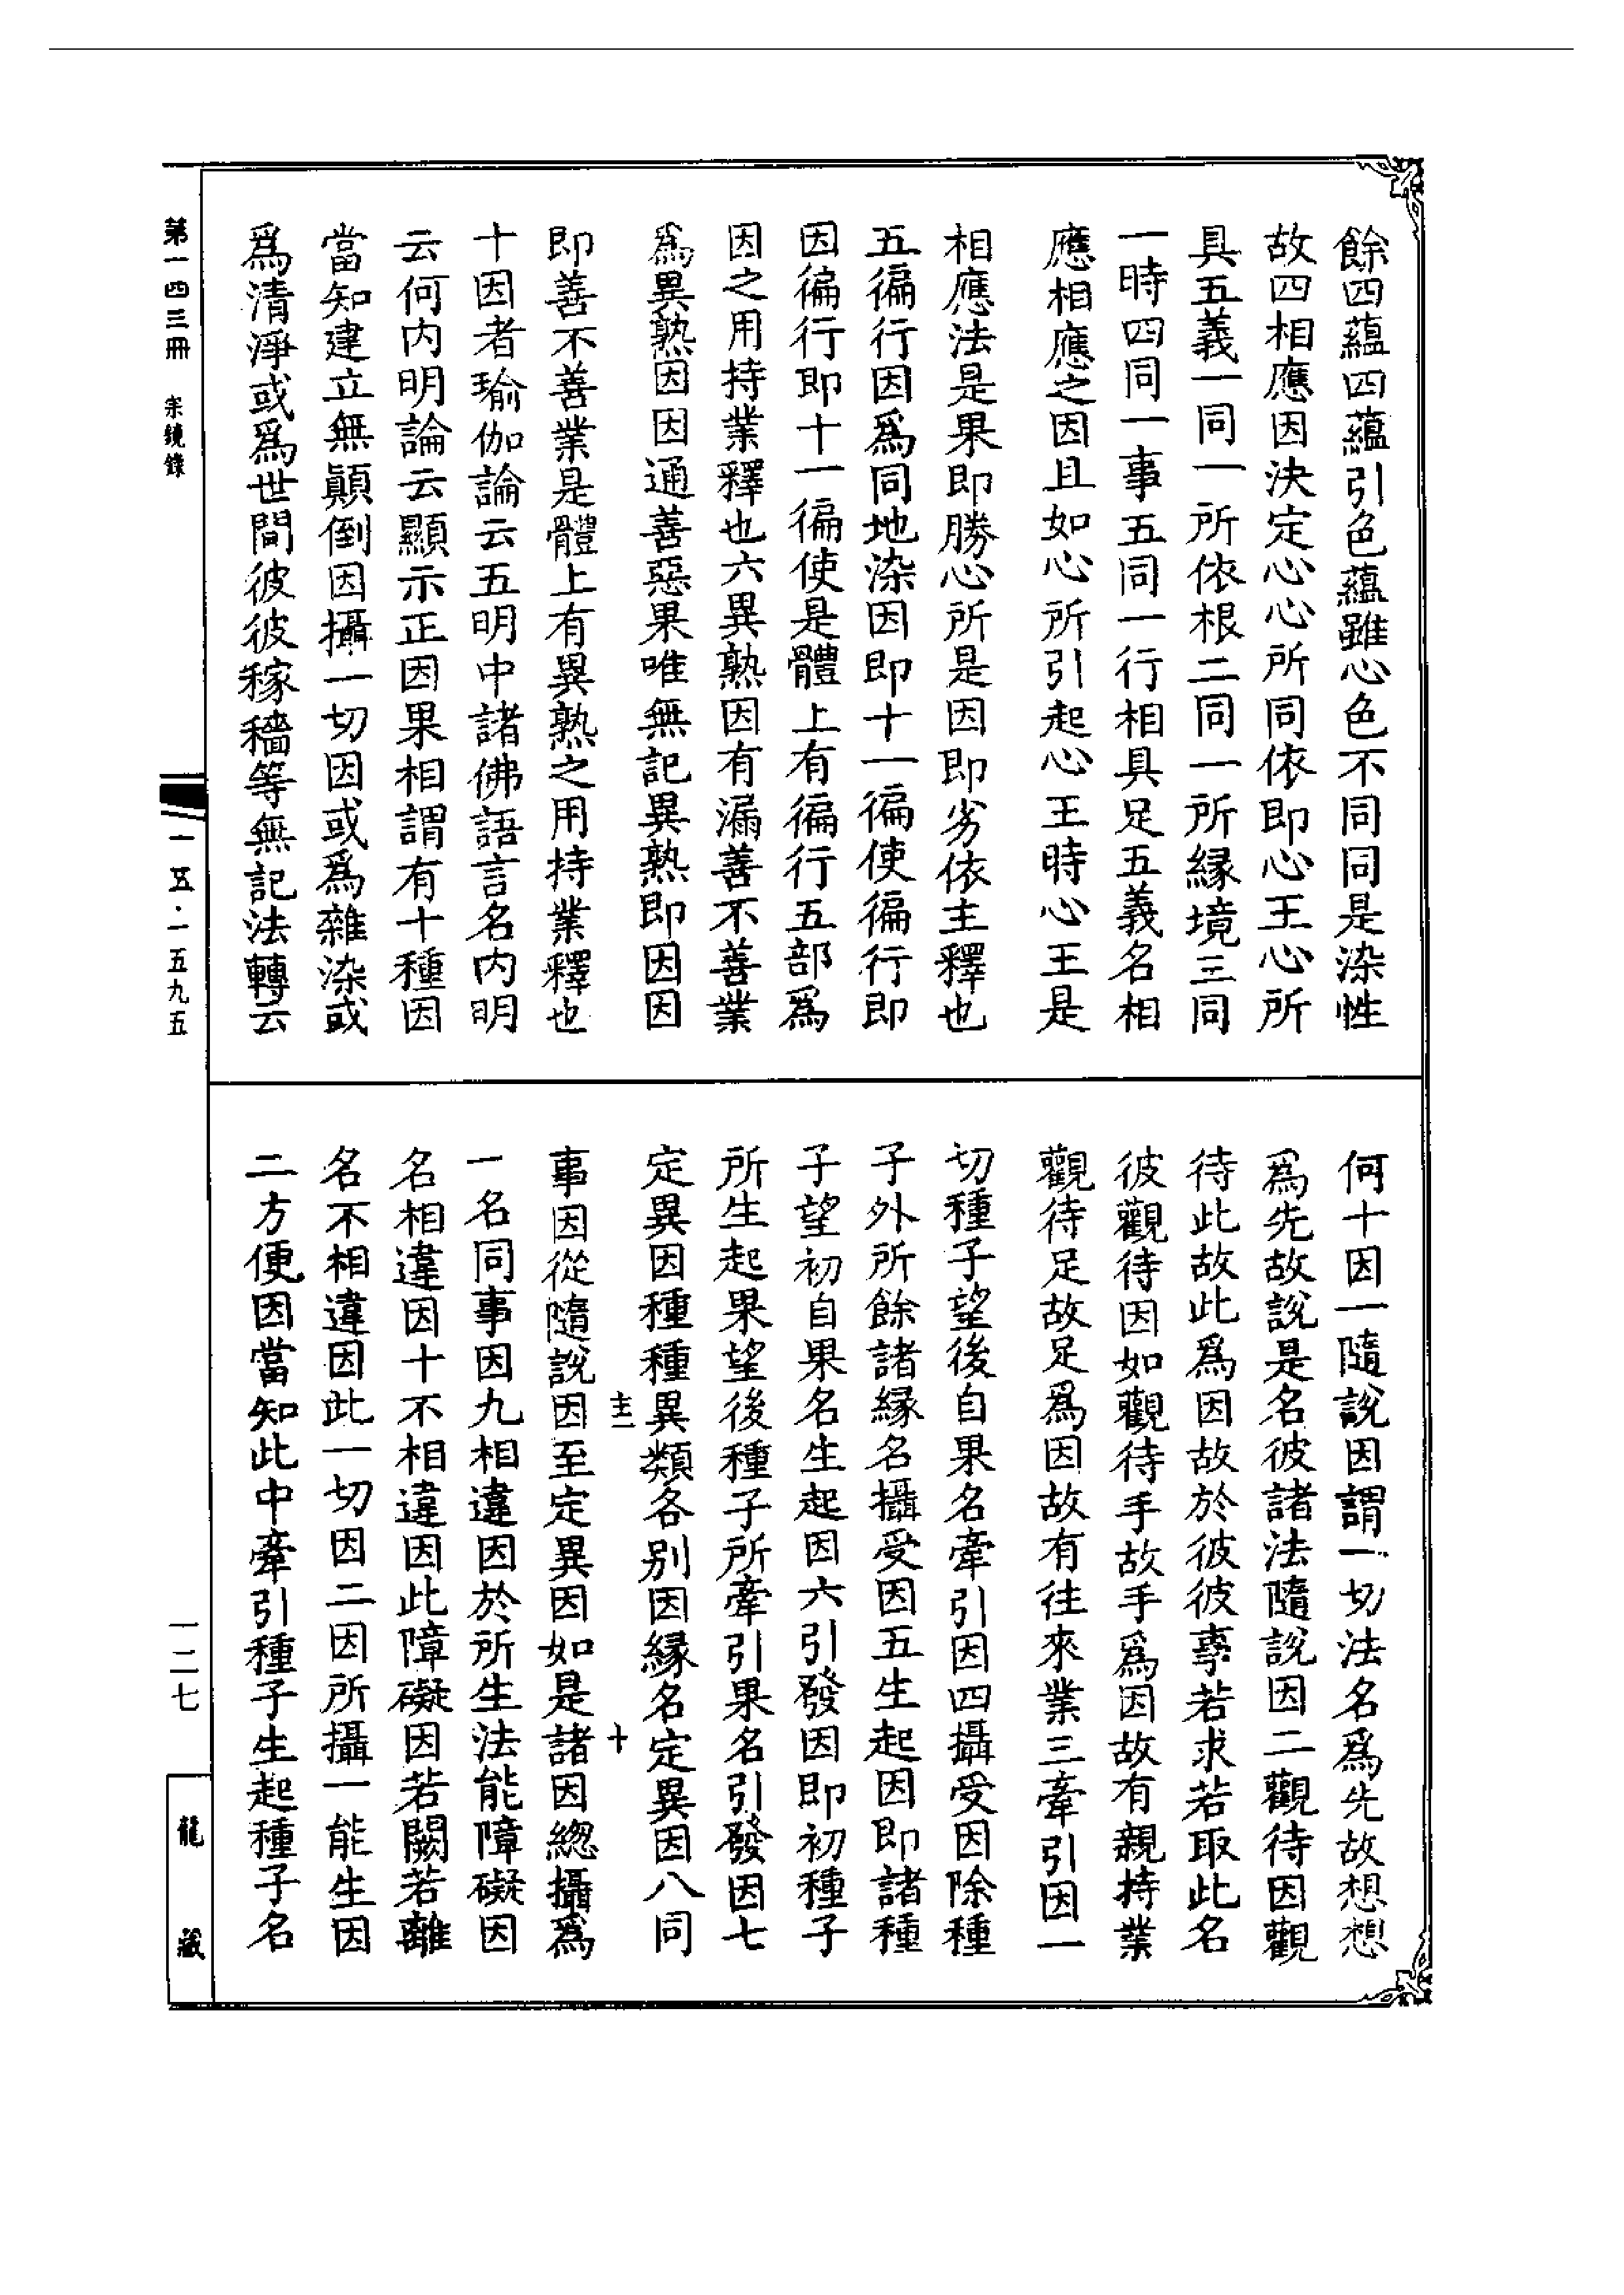 餘四蘊四蘊引色蘊雖心色不同同是染性
故四相應因決定心心所同依即心王心所
具五義一同一所依根二同一所緣境三同
一時四同一事五同一行相具足五義名相
應相應之因且如心所引起心王時心王是
相應法是果即勝心所是因即劣依主釋也
五徧行因爲同地染因即十一徧使徧行即
因徧行即十一徧使是體上有徧行五部爲
因之用持業釋也六異熟因有漏善不善業
爲異熟因因通善惡果唯無記異熟即因因
即善不善業是體上有異熟之用持業釋也
十因者瑜伽論云五明中諸佛語言名內明
云何內明論云顯示正因果相謂有十種因
當知建立無顛倒因攝一切因或爲雜染或
爲清淨或爲世間彼彼稼穡等無記法轉云
何十因一隨說因謂一切法名爲先故想想
爲先故說是名彼諸法隨說因二觀待因觀
待此故此爲因故於彼彼事若求若取此名
彼觀待因如觀待手故手爲因故有親持業
觀待足故足爲因故有往來業三牽引因一
切種子望後自果名牽引因四攝受因除種
子外所餘諸緣名攝受因五生起因即諸種
子望初自果名生起因六引發因即初種子
所生起果望後種子所牽引果名引發因七
定異因種種異類各別因緣名定異因八同
主二 十
事因從隨說因至定異因如是諸因總攝爲
一名同事因九相違因於所生法能障礙因
名相違因十不相違因此障礙因若闕若離
名不相違因此一切因二因所攝一能生因
二方便因當知此中牽引種子生起種子名
第一四三冊 宗鏡錄
一五·一五九五
一二七
龍藏